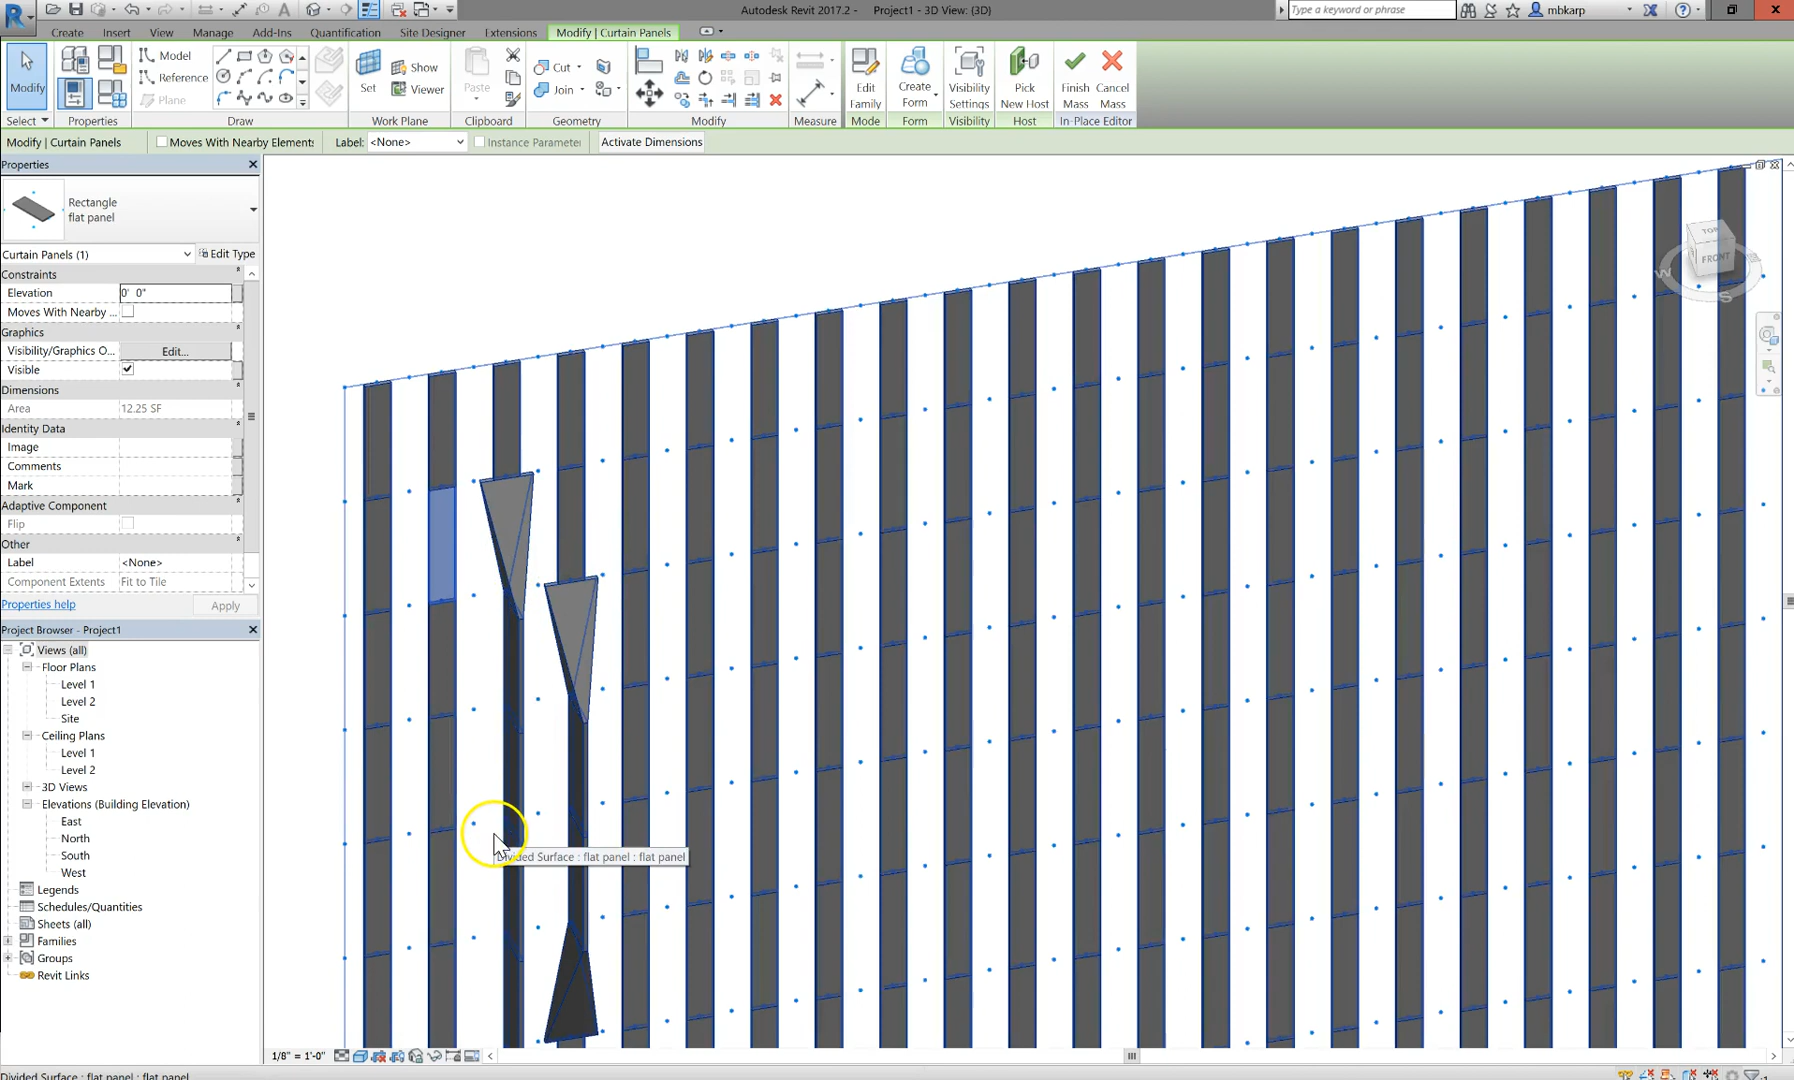 Autodesk Revit 2017.2 - Project1 - 3D View: {3D}
Type a keyword or phrase
mbkarp
Create Insert View Manage Add-Ins Quantification Site Designer Extensions Modify | Curtain Panels
Modify
Model
Reference
Plane
Set
Show
Viewer
Paste
Cut
Join
Edit Family
Create Form
Visibility Settings
Pick New Host
Finish Mass
Cancel Mass
Select Properties Draw Work Plane Clipboard Geometry Modify Measure Mode Form Visibility Host In-Place Editor
Modify | Curtain Panels Moves With Nearby Elements Label: <None> Instance Parameter Activate Dimensions
Properties
Rectangle
flat panel
Curtain Panels (1) Edit Type
Constraints
Elevation 0' 0"
Moves With Nearby ...
Graphics
Visibility/Graphics O... Edit...
Visible
Dimensions
Area 12.25 SF
Identity Data
Image
Comments
Mark
Adaptive Component
Flip
Other
Label <None>
Component Extents Fit to Tile
Properties help Apply
Project Browser - Project1
Views (all)
Floor Plans
Level 1
Level 2
Site
Ceiling Plans
Level 1
Level 2
3D Views
Elevations (Building Elevation)
East
North
South
West
Legends
Schedules/Quantities
Sheets (all)
Families
Groups
Revit Links
TOP
FRONT
W
S
Divided Surface : flat panel : flat panel
1/8" = 1'-0"
Divided Surface : flat panel : flat panel